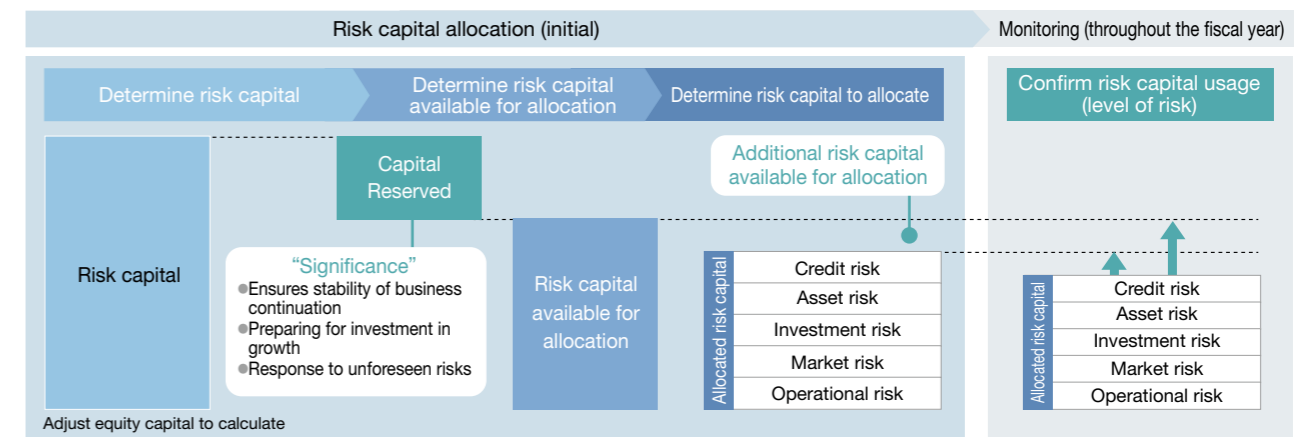 Risk capital allocation (initial)
Monitoring (throughout the fiscal year)
Determine risk capital
Determine risk capital
available for allocation
Determine risk capital to allocate
Confirm risk capital usage
(level of risk)
Risk capital
Capital
Reserved
“Significance”
●Ensures stability of business
continuation
●Preparing for investment in
growth
●Response to unforeseen risks
Risk capital
available for
allocation
Additional risk capital
available for allocation
Allocated risk capital
Credit risk
Asset risk
Investment risk
Market risk
Operational risk
Allocated risk capital
Credit risk
Asset risk
Investment risk
Market risk
Operational risk
Adjust equity capital to calculate